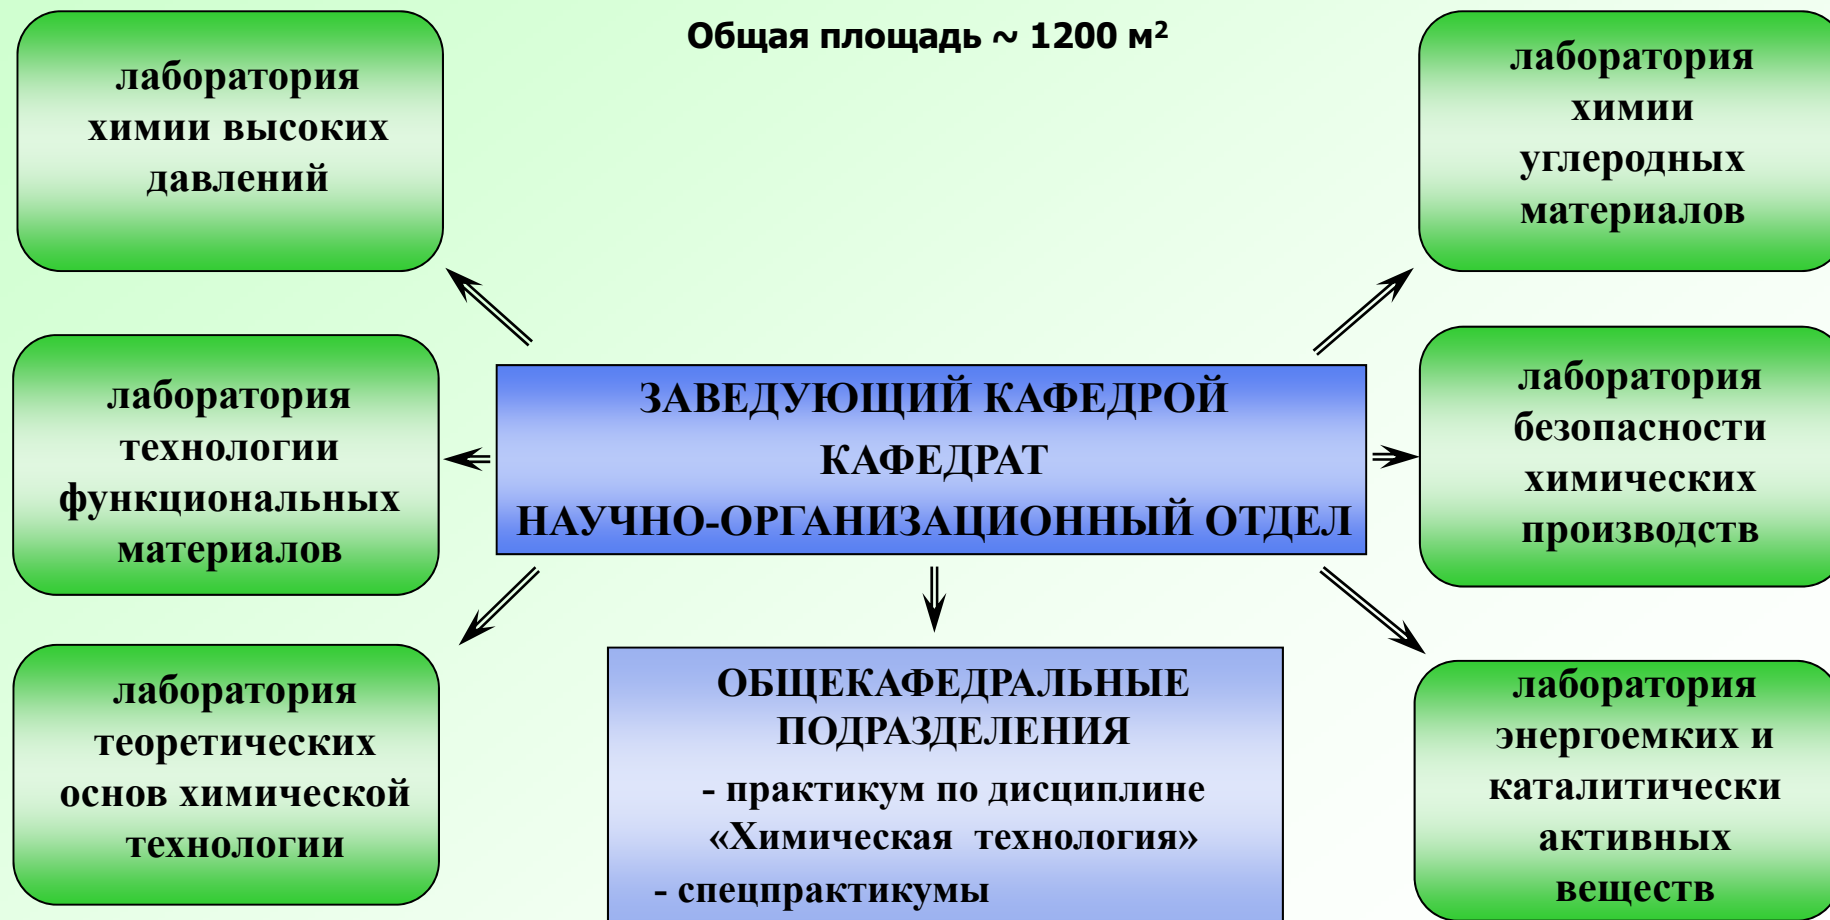 Общая площадь ~ 1200 м²
лаборатория
химии высоких
давлений
лаборатория
химии
углеродных
материалов
лаборатория
технологии
функциональных
материалов
ЗАВЕДУЮЩИЙ КАФЕДРОЙ
КАФЕДРАТ
НАУЧНО-ОРГАНИЗАЦИОННЫЙ ОТДЕЛ
лаборатория
безопасности
химических
производств
лаборатория
теоретических
основ химической
технологии
ОБЩЕКАФЕДРАЛЬНЫЕ
ПОДРАЗДЕЛЕНИЯ
- практикум по дисциплине
«Химическая технология»
- спецпрактикумы
лаборатория
энергоемких и
каталитически
активных
веществ